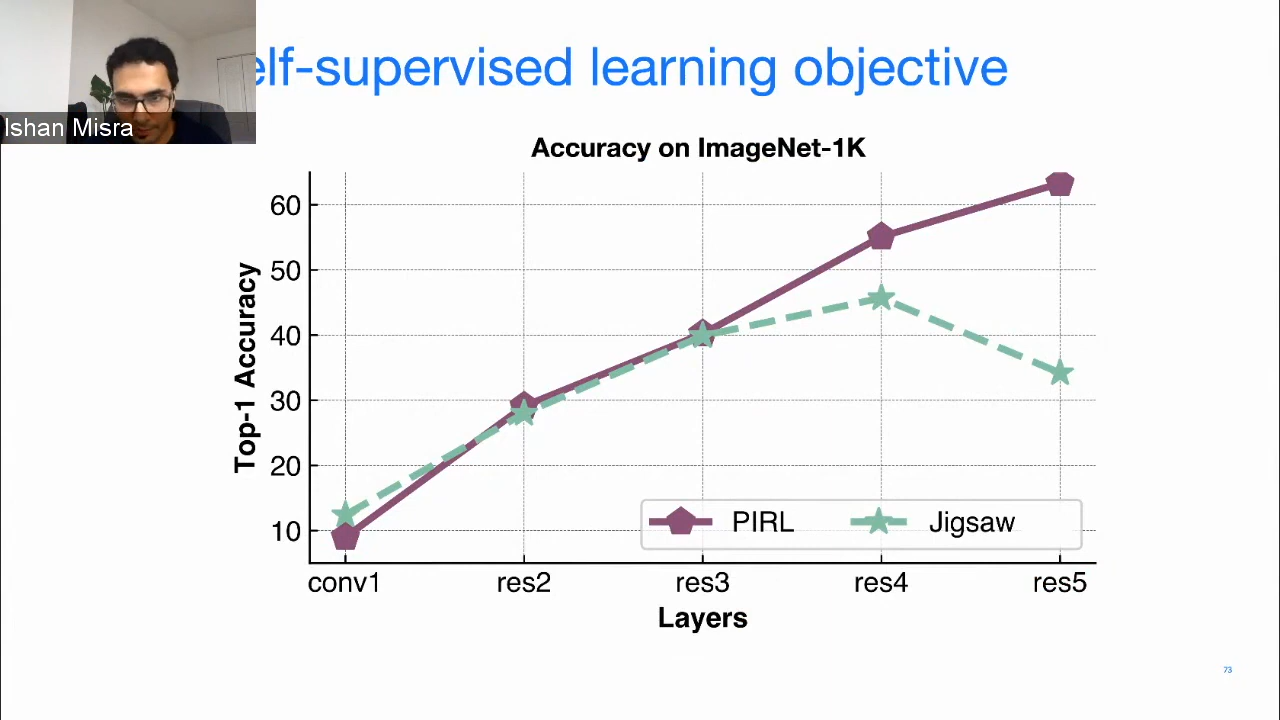 elf-supervised learning objective
Ishan Misra
Accuracy on ImageNet-1K
Top-1 Accuracy
60
50
40
30
20
10
PIRL
Jigsaw
conv1
res2
res3
res4
res5
Layers
73